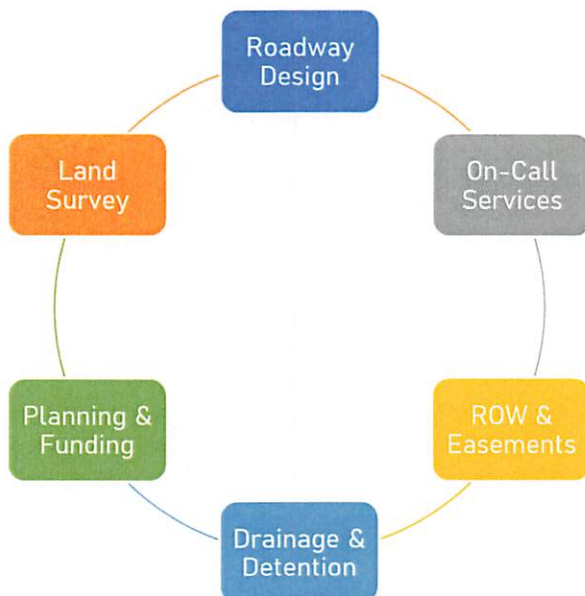 Roadway
Design
On-Call
Services
ROW &
Easements
Drainage &
Detention
Planning &
Funding
Land
Survey